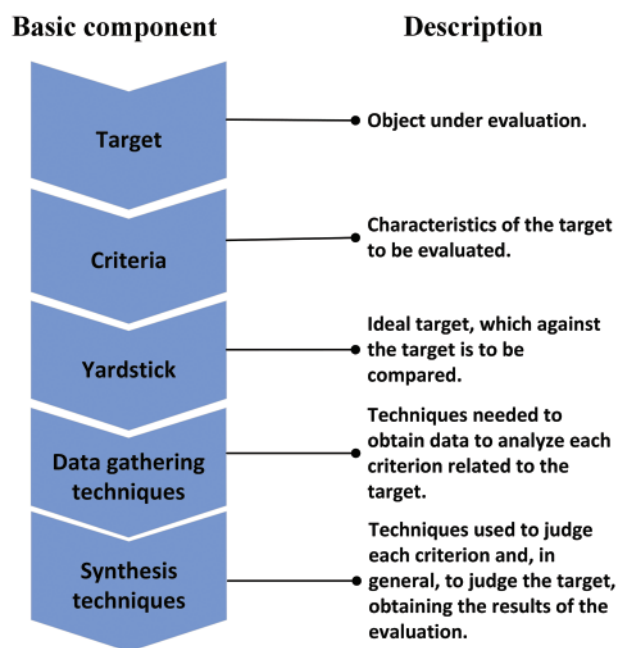 Basic component
Description
Target
Object under evaluation.
Criteria
Characteristics of the target
to be evaluated.
Yardstick
Ideal target, which against
the target is to be
compared.
Data gathering
techniques
Techniques needed to
obtain data to analyze each
criterion related to the
target.
Synthesis
techniques
Techniques used to judge
each criterion and, in
general, to judge the target,
obtaining the results of the
evaluation.